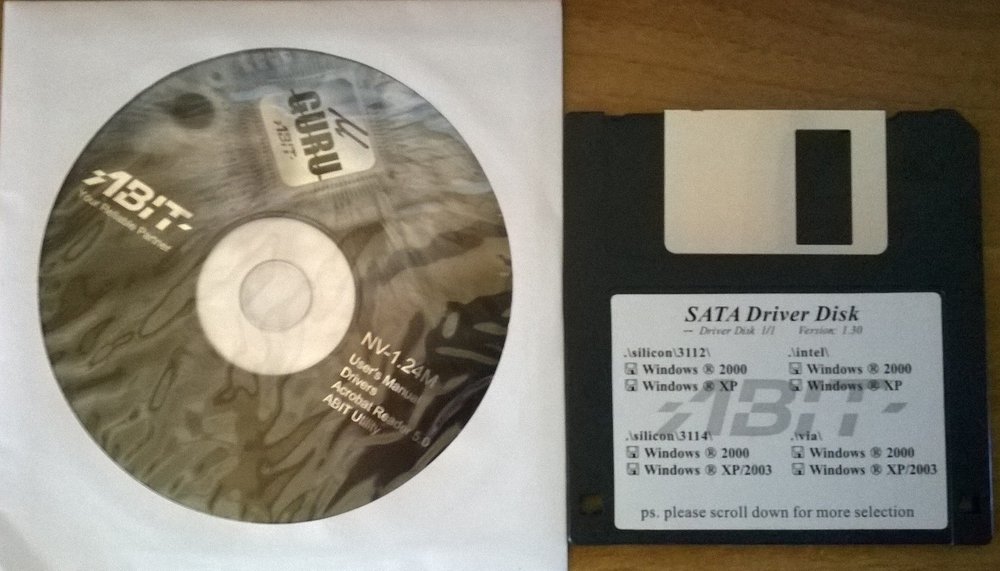 µ
GURU
ABIT
ABIT
Your Reliable Partner
NV-1.24M
User's Manual
Drivers
Acrobat Reader 5.0
ABIT Utility
SATA Driver Disk
— Driver Disk 1/1 Version: 1.30
.\silicon\3112\
Windows ® 2000
Windows ® XP
.\intel\
Windows ® 2000
Windows ® XP
ABIT
.\silicon\3114\
Windows ® 2000
Windows ® XP/2003
.\via\
Windows ® 2000
Windows ® XP/2003
ps. please scroll down for more selection